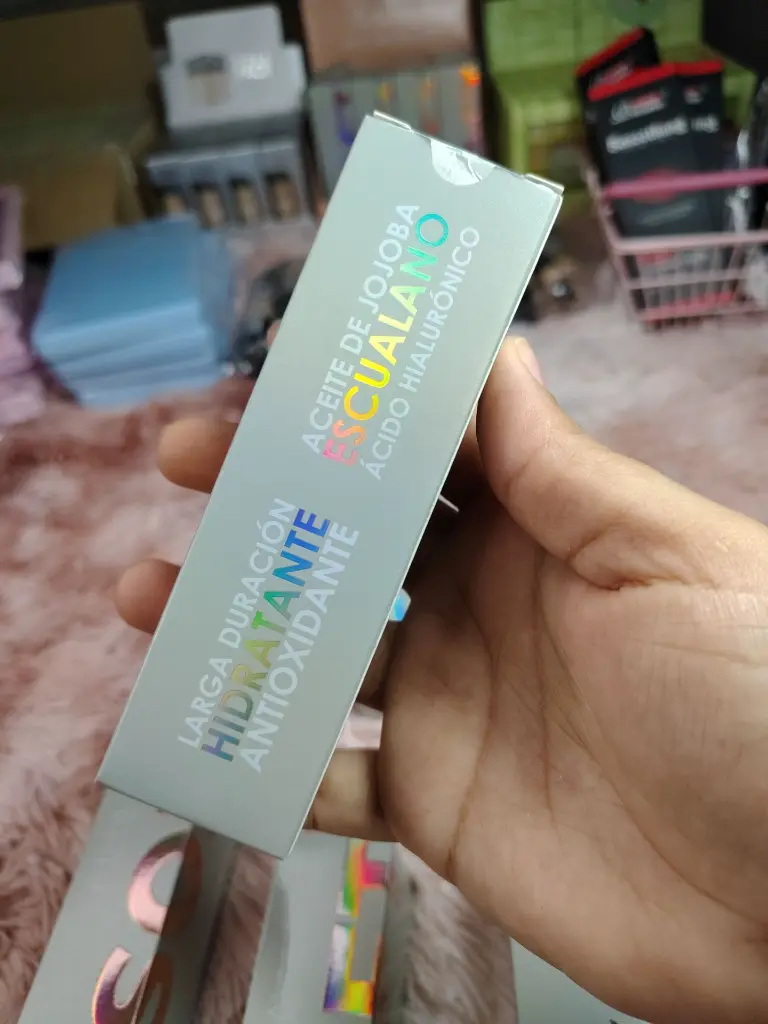 ACEITE DE JOJOBA
ESCUALANO
ÁCIDO HIALURÓNICO
LARGA DURACIÓN
HIDRATANTE
ANTIOXIDANTE